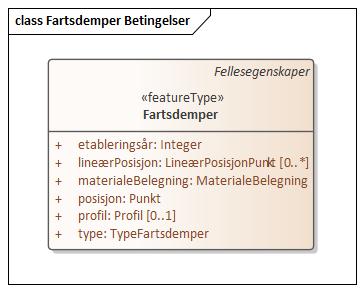 class Fartsdemper Betingelser
Fellesegenskaper
«featureType»
Fartsdemper
+ etableringsår: Integer
+ lineærPosisjon: LineærPosisjonPunkt [0..*]
+ materialeBelegning: MaterialeBelegning
+ posisjon: Punkt
+ profil: Profil [0..1]
+ type: TypeFartsdemper